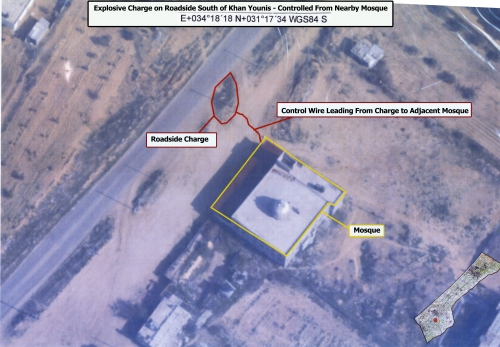 Explosive Charge on Roadside South of Khan Younis - Controlled From Nearby Mosque
E+034°18´18 N+031°17´34 WGS84 S
Control Wire Leading From Charge to Adjacent Mosque
Roadside Charge
Mosque